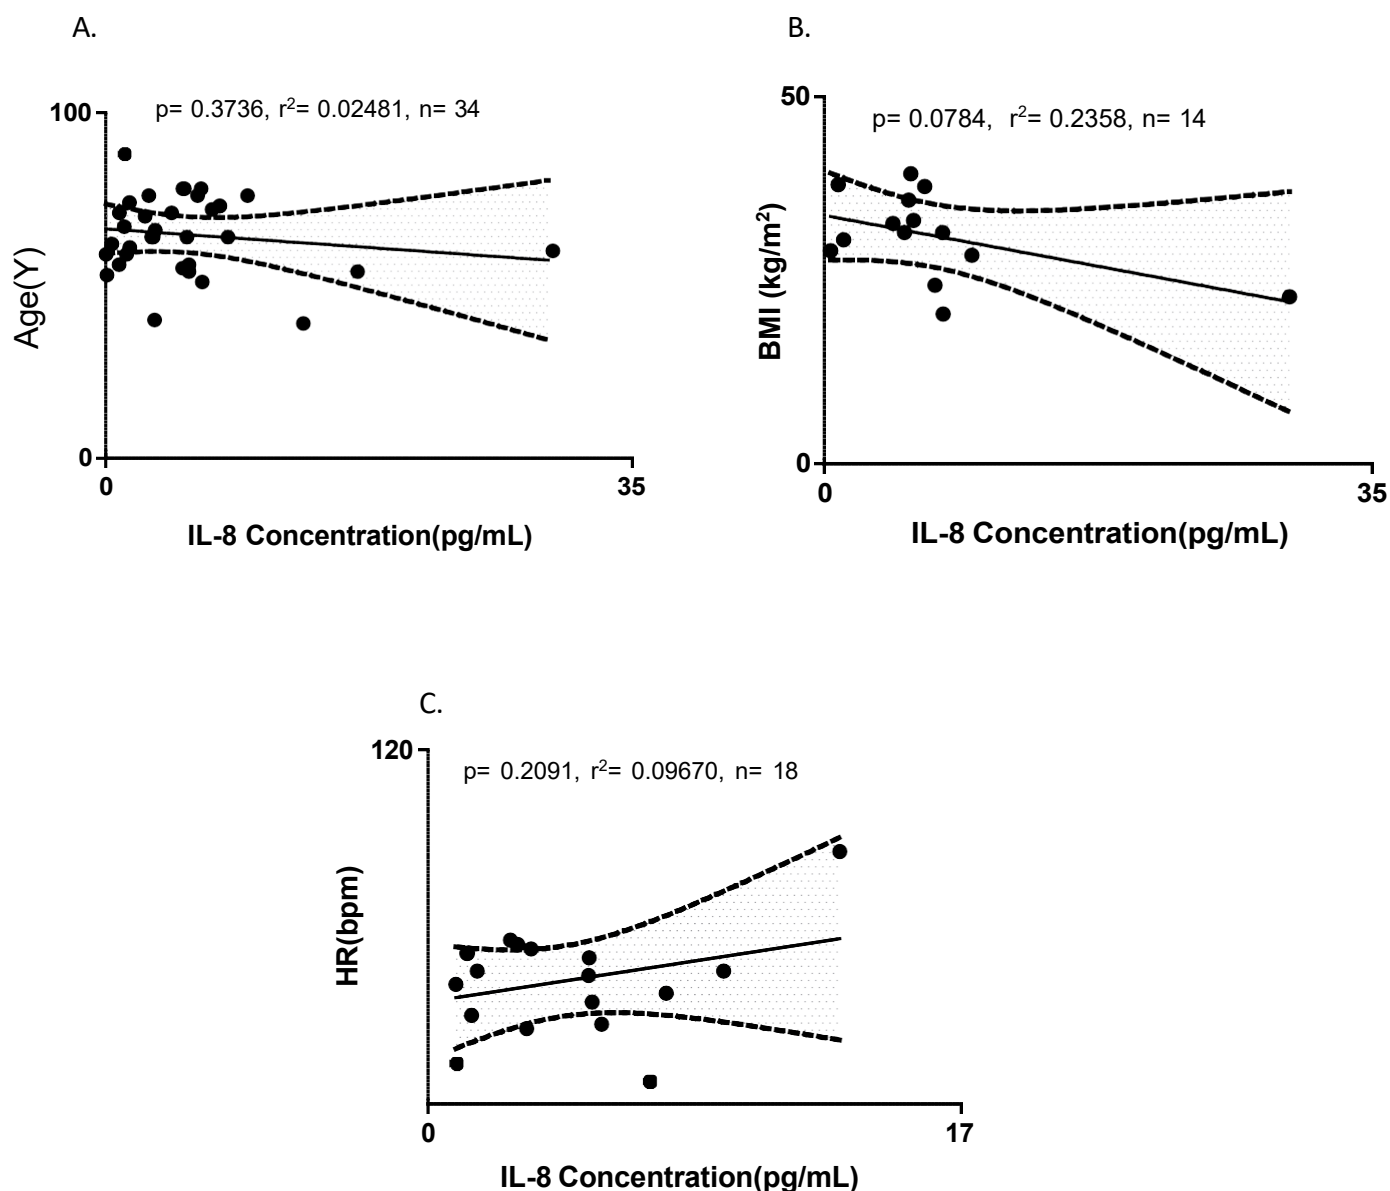 A.
p= 0.3736, r²= 0.02481, n= 34
100
Age(Y)
0
0 35
IL-8 Concentration(pg/mL)
B.
p= 0.0784, r²= 0.2358, n= 14
50
BMI (kg/m²)
0
0 35
IL-8 Concentration(pg/mL)
C.
p= 0.2091, r²= 0.09670, n= 18
120
HR(bpm)
0 17
IL-8 Concentration(pg/mL)